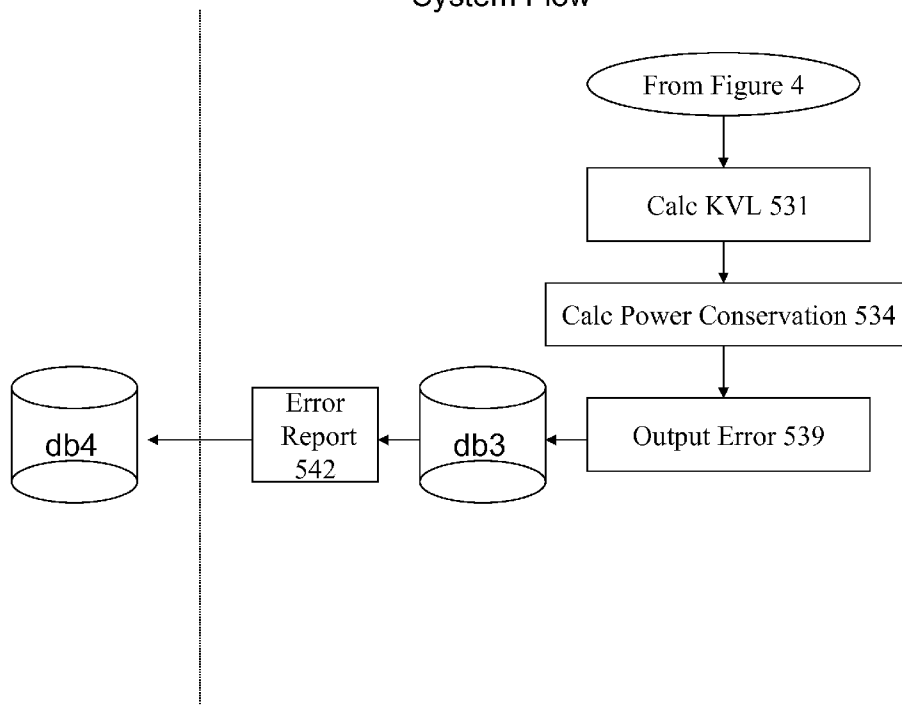 System Flow
From Figure 4
Calc KVL 531
Calc Power Conservation 534
Output Error 539
db3
Error
Report
542
db4